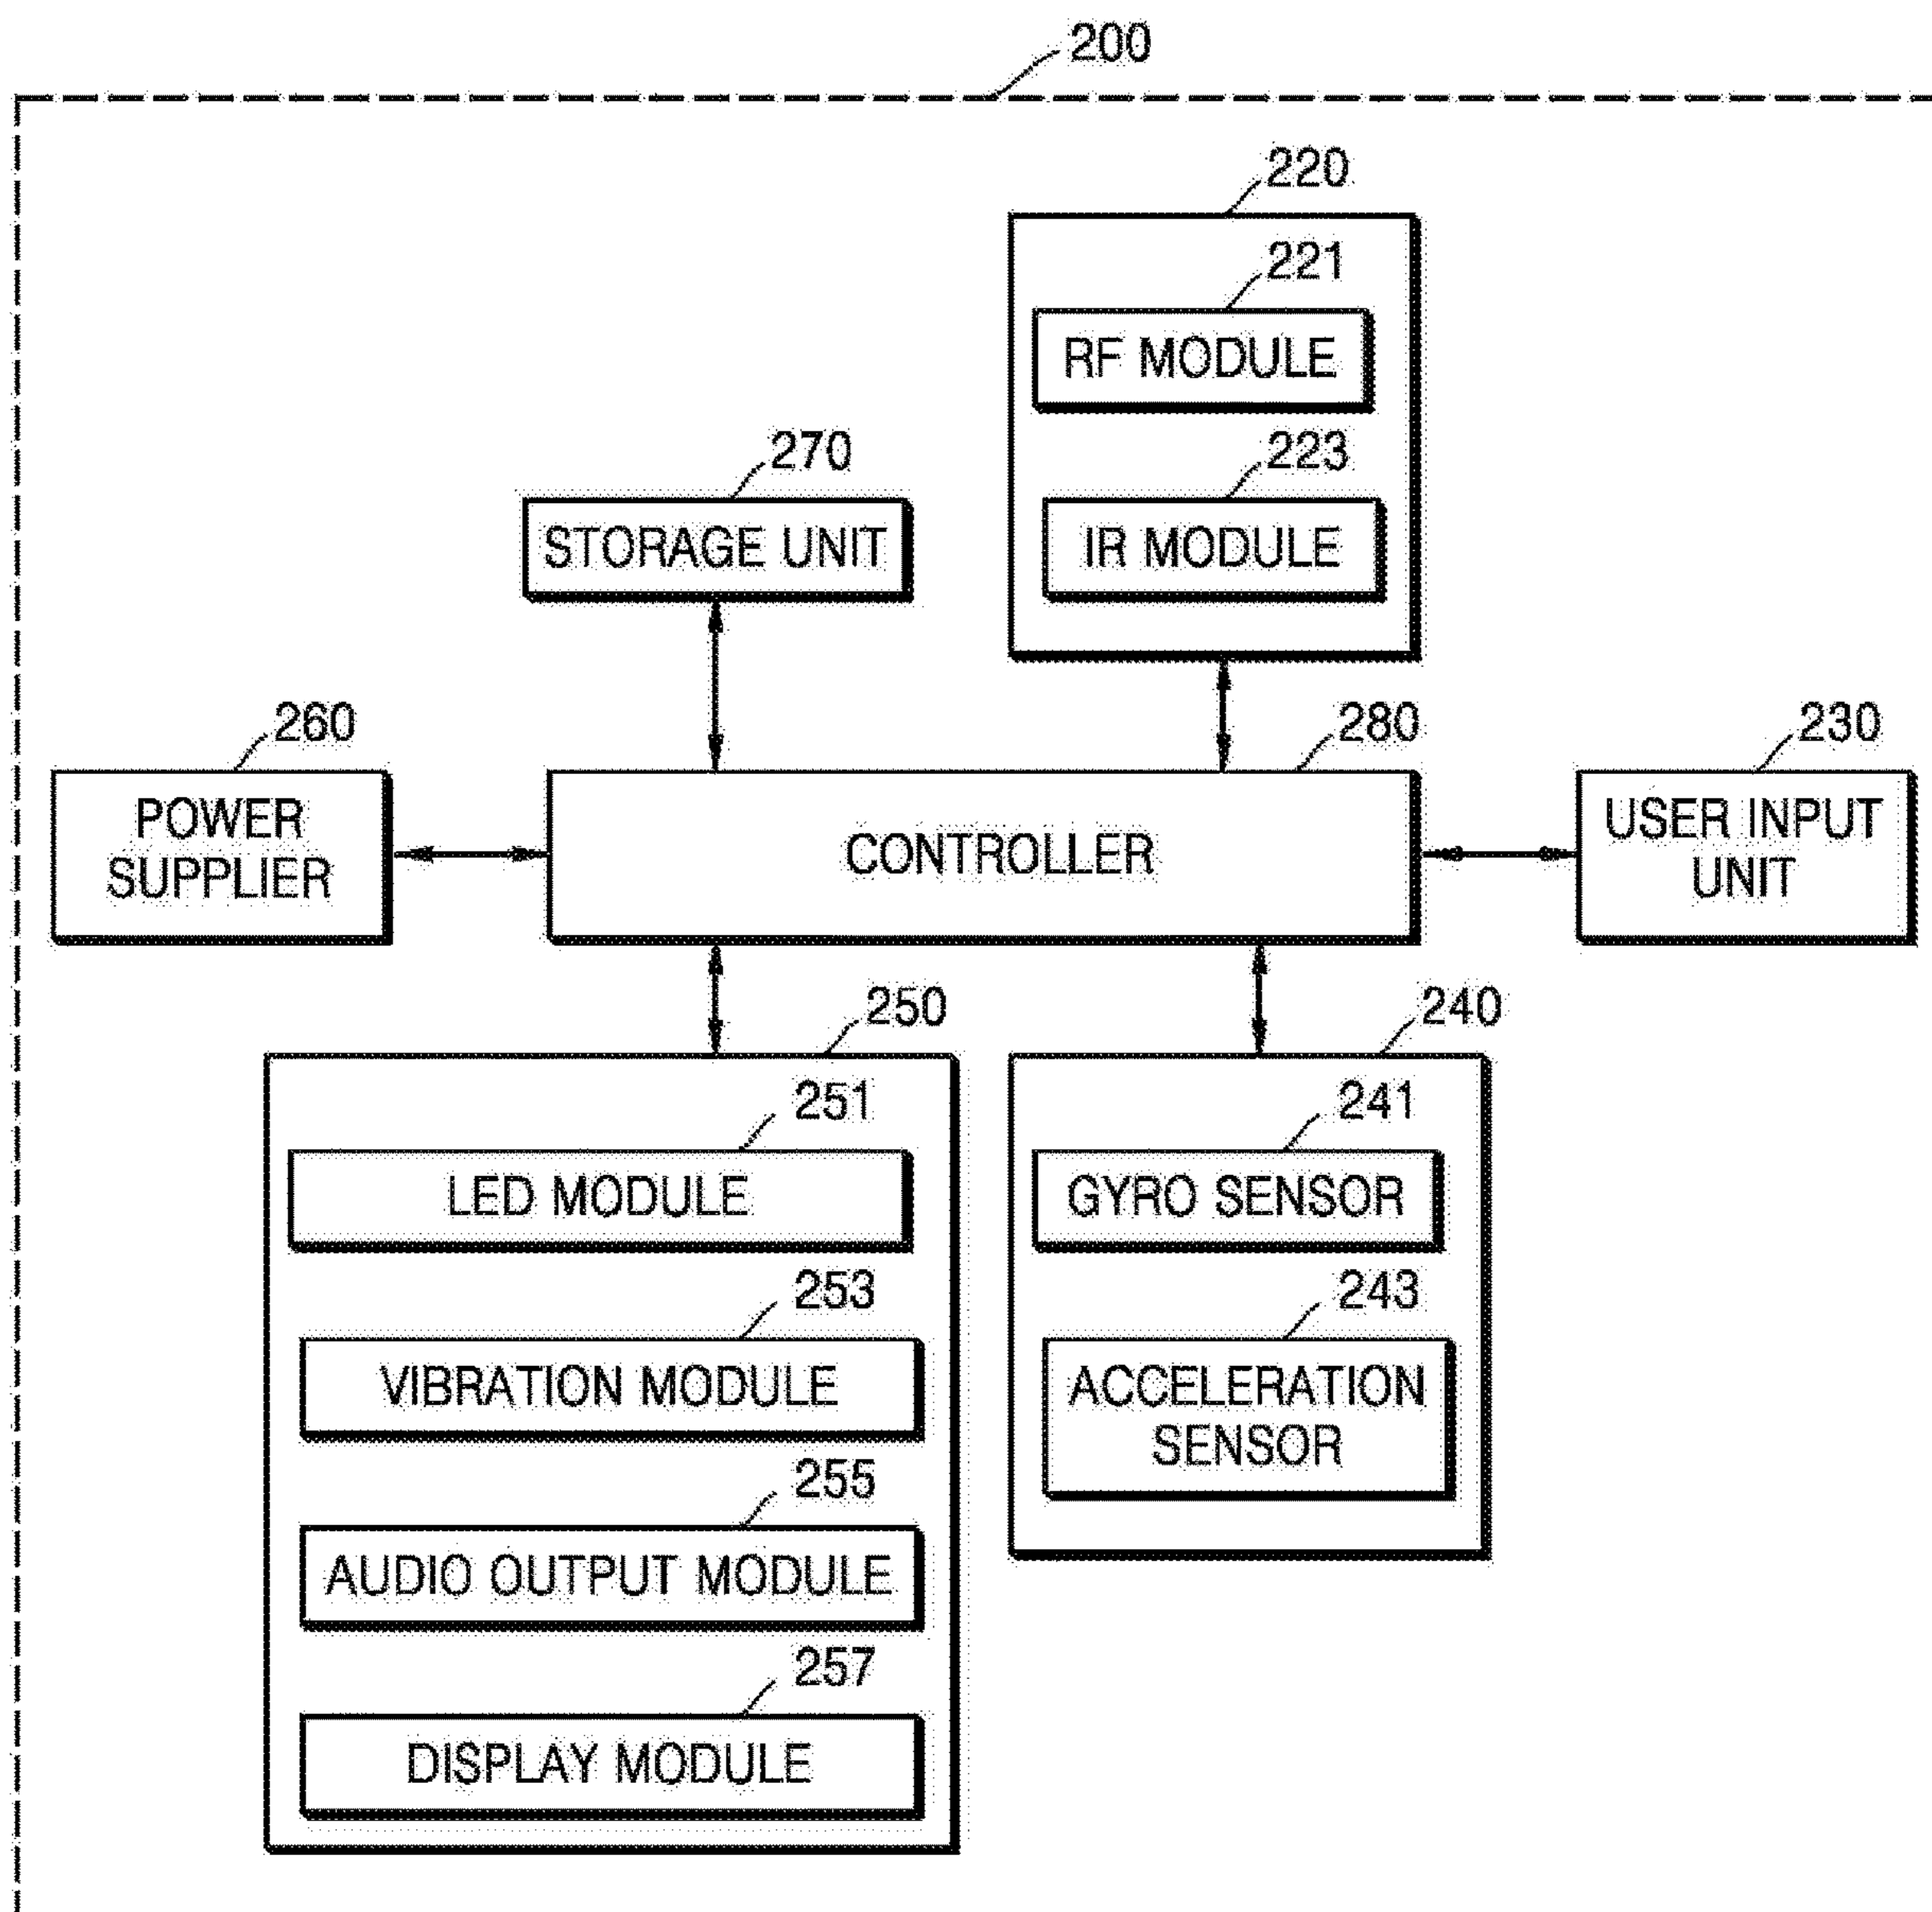 200
220
221
RF MODULE
223
IR MODULE
270
STORAGE UNIT
260
POWER
SUPPLIER
280
CONTROLLER
230
USER INPUT
UNIT
250
251
LED MODULE
253
VIBRATION MODULE
255
AUDIO OUTPUT MODULE
257
DISPLAY MODULE
240
241
GYRO SENSOR
243
ACCELERATION
SENSOR